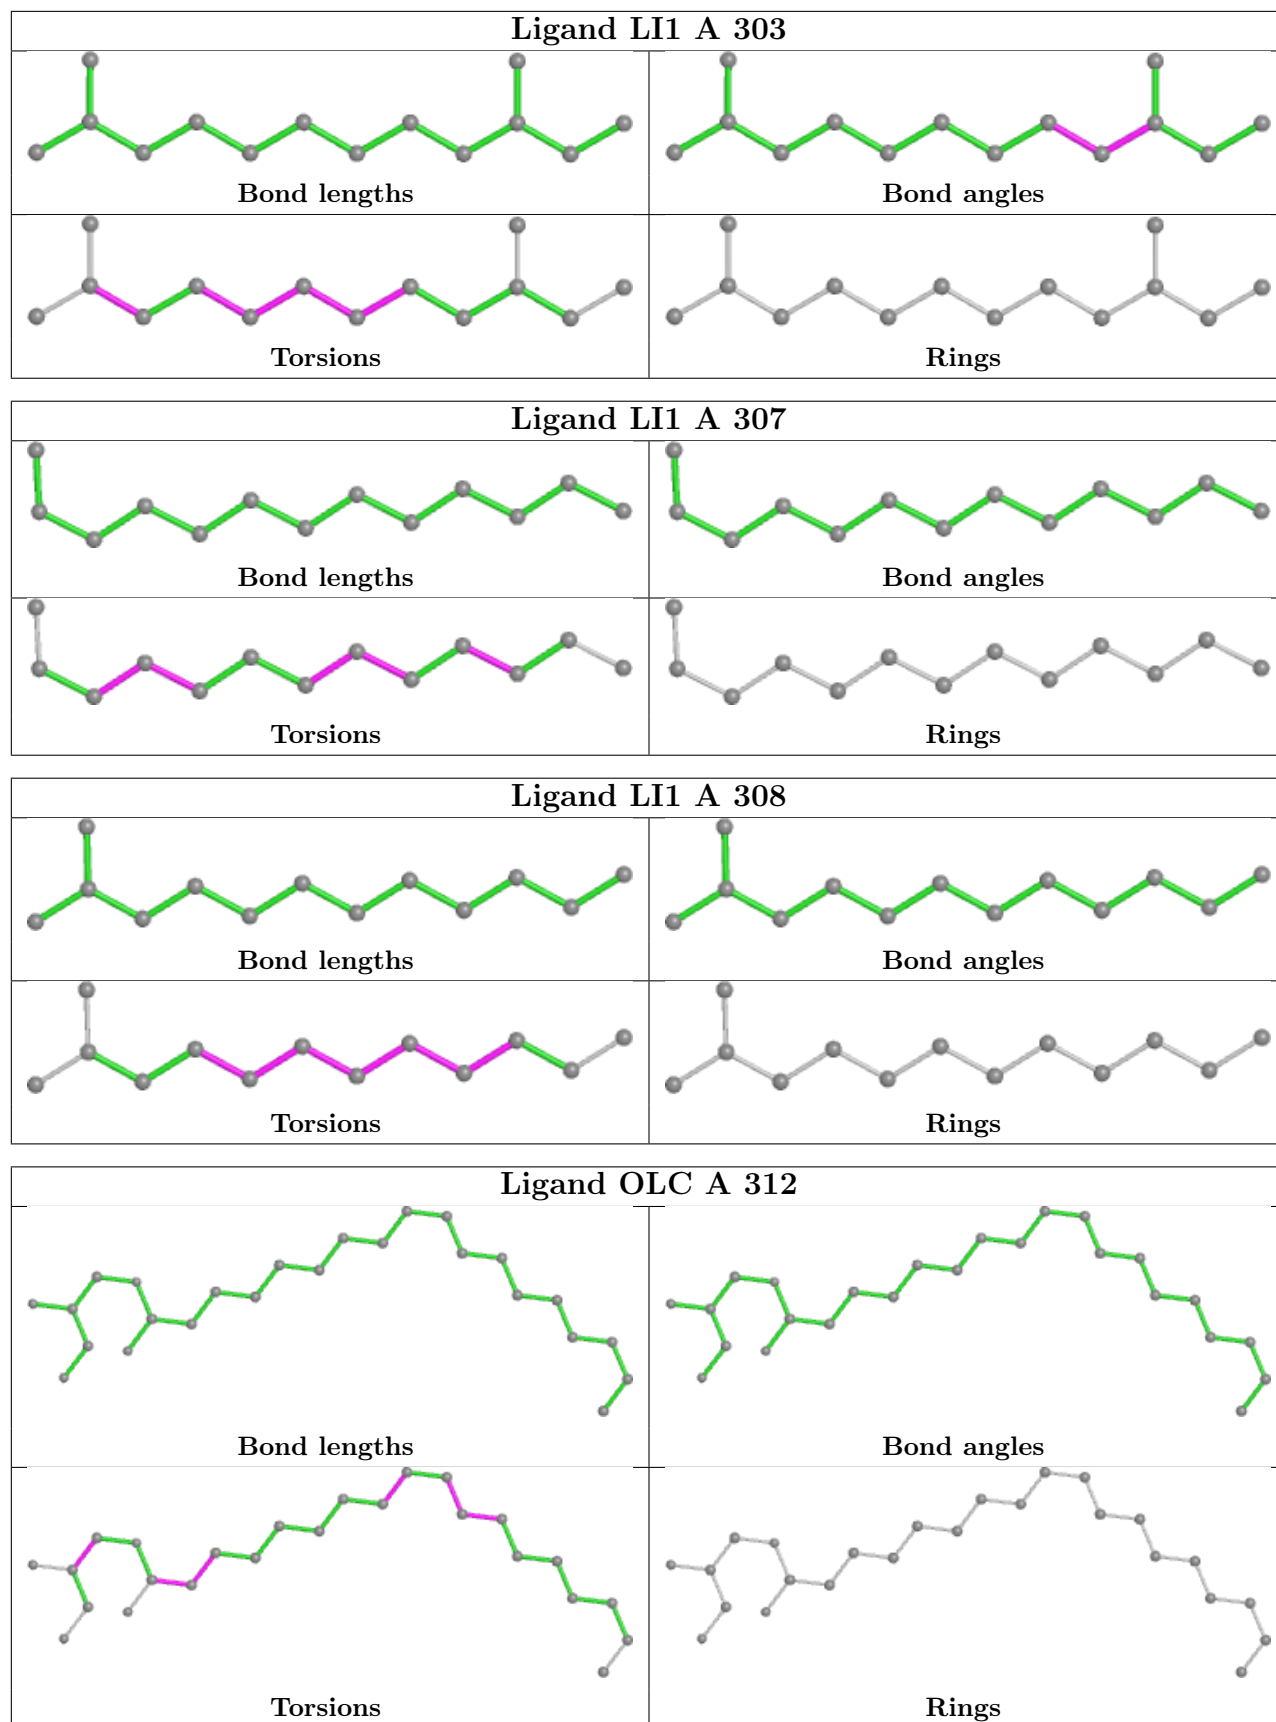 Ligand LI1 A 303
Bond lengths
Bond angles
Torsions
Rings
Ligand LI1 A 307
Bond lengths
Bond angles
Torsions
Rings
Ligand LI1 A 308
Bond lengths
Bond angles
Torsions
Rings
Ligand OLC A 312
Bond lengths
Bond angles
Torsions
Rings